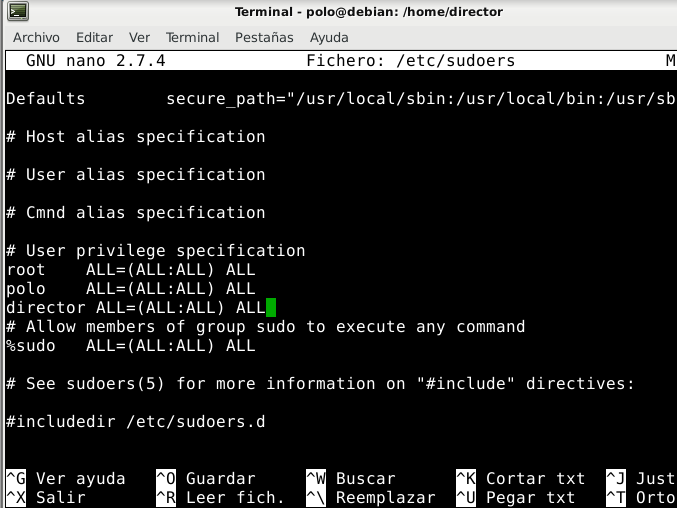 Terminal - polo@debian: /home/director
Archivo Editar Ver Terminal Pestañas Ayuda
GNU nano 2.7.4 Fichero: /etc/sudoers M
Defaults secure_path="/usr/local/sbin:/usr/local/bin:/usr/sb
# Host alias specification
# User alias specification
# Cmnd alias specification
# User privilege specification
root ALL=(ALL:ALL) ALL
polo ALL=(ALL:ALL) ALL
director ALL=(ALL:ALL) ALL
# Allow members of group sudo to execute any command
%sudo ALL=(ALL:ALL) ALL
# See sudoers(5) for more information on "#include" directives:
#includedir /etc/sudoers.d
^G Ver ayuda ^O Guardar ^W Buscar ^K Cortar txt ^J Just
^X Salir ^R Leer fich. ^\ Reemplazar ^U Pegar txt ^T Orto